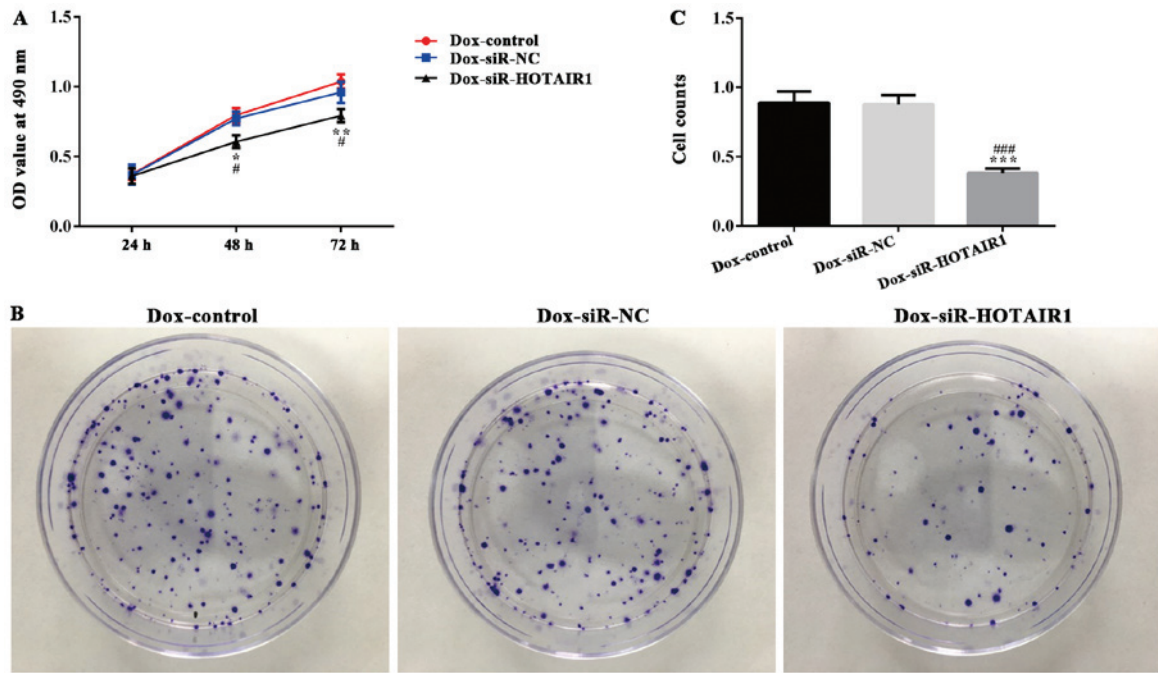 A
1.5
1.0
0.5
0.0
OD valuc at 490 nm
24 h
48 h
72 h
*
#
**
#
Dox-control
Dox-siR-NC
Dox-siR-HOTAIR1
C
1.5
1.0
0.5
0.0
Cell counts
###
***
Dox-control
Dox-siR-NC
Dox-siR-HOTAIR1
B
Dox-control
Dox-siR-NC
Dox-siR-HOTAIR1